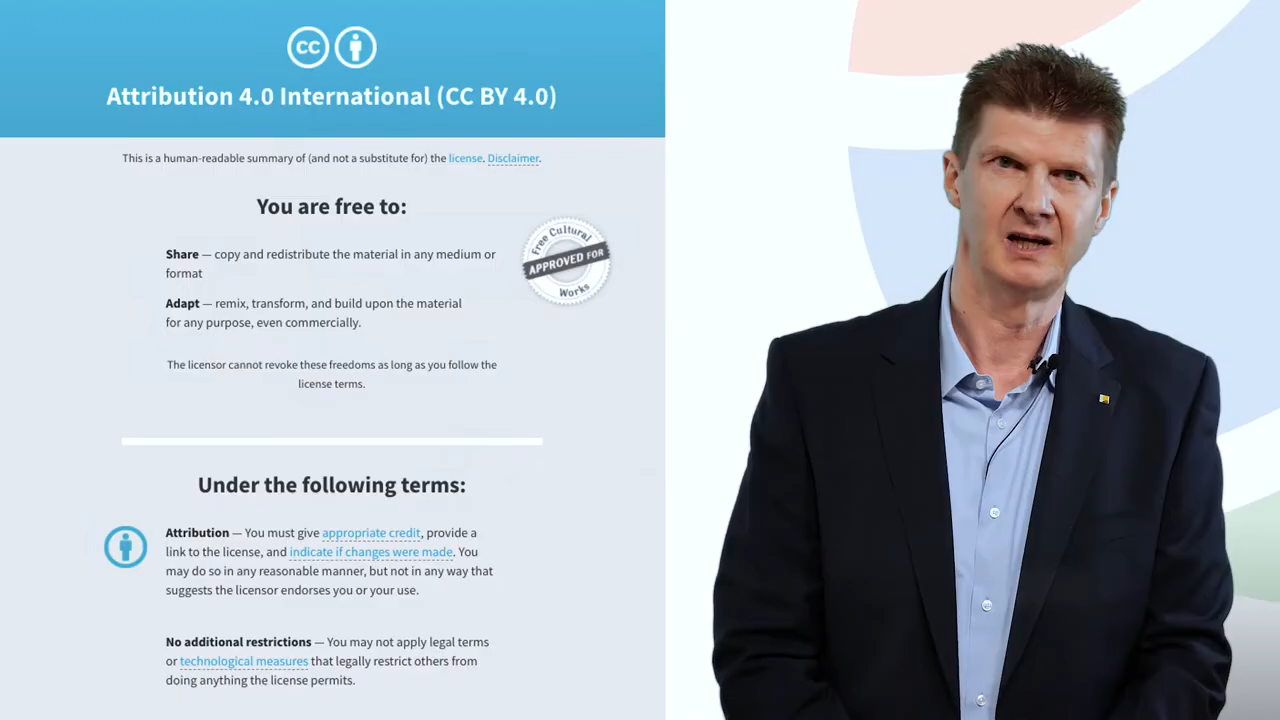 cc
Attribution 4.0 International (CC BY 4.0)
This is a human-readable summary of (and not a substitute for) the license. Disclaimer.
You are free to:
Share — copy and redistribute the material in any medium or
format
Free Cultural
APPROVED FOR
Works
Adapt — remix, transform, and build upon the material
for any purpose, even commercially.
The licensor cannot revoke these freedoms as long as you follow the
license terms.
Under the following terms:
Attribution — You must give appropriate credit, provide a
link to the license, and indicate if changes were made. You
may do so in any reasonable manner, but not in any way that
suggests the licensor endorses you or your use.
No additional restrictions — You may not apply legal terms
or technological measures that legally restrict others from
doing anything the license permits.